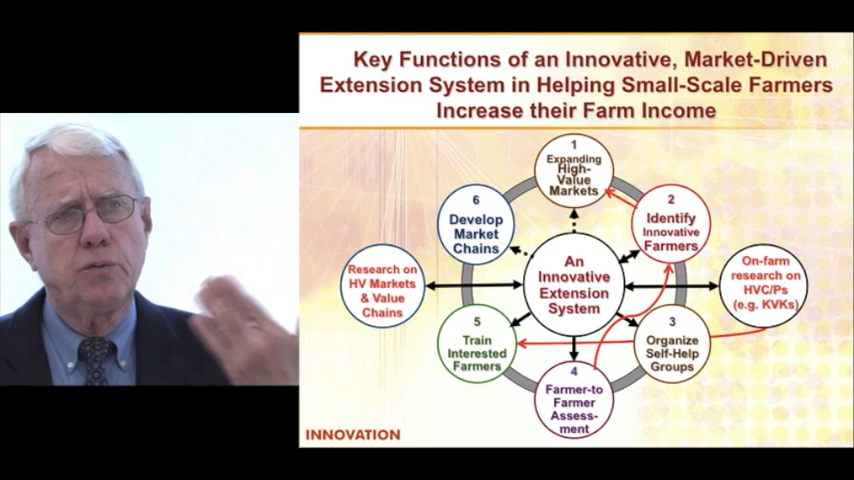 Key Functions of an Innovative, Market-Driven
Extension System in Helping Small-Scale Farmers
Increase their Farm Income
1
Expanding
High-
Value
Markets
2
Identify
Innovative
Farmers
On-farm
research on
HVC/Ps
(e.g. KVKs)
3
Organize
Self-Help
Groups
4
Farmer-to
Farmer
Assess-
ment
5
Train
Interested
Farmers
Research on
HV Markets
& Value
Chains
6
Develop
Market
Chains
An
Innovative
Extension
System
INNOVATION